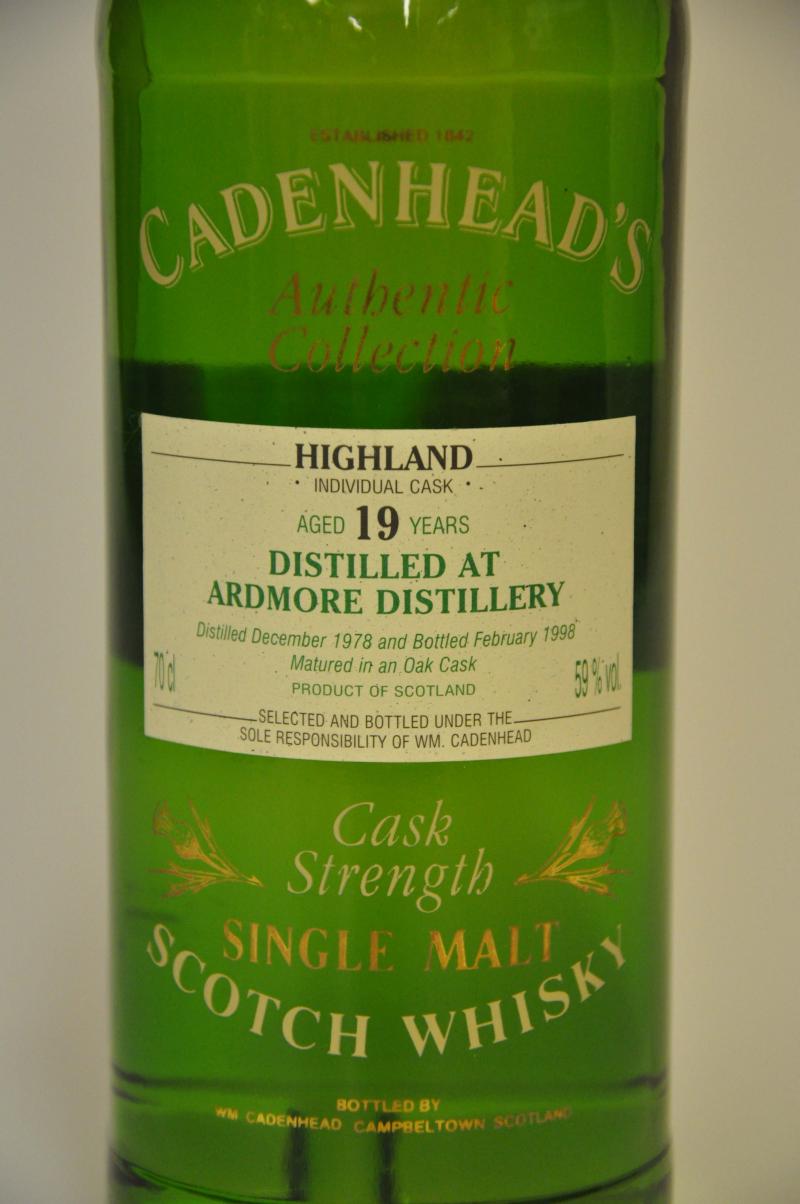 ESTABLISHED 1842
CADENHEAD'S
Authentic
Collection
HIGHLAND
INDIVIDUAL CASK
AGED 19 YEARS
DISTILLED AT
ARDMORE DISTILLERY
Distilled December 1978 and Bottled February 1998
Matured in an Oak Cask
70 cl
PRODUCT OF SCOTLAND
59 % vol.
SELECTED AND BOTTLED UNDER THE
SOLE RESPONSIBILITY OF WM. CADENHEAD
Cask
Strength
SINGLE MALT
SCOTCH WHISKY
BOTTLED BY
WM CADENHEAD CAMPBELTOWN SCOTLAND